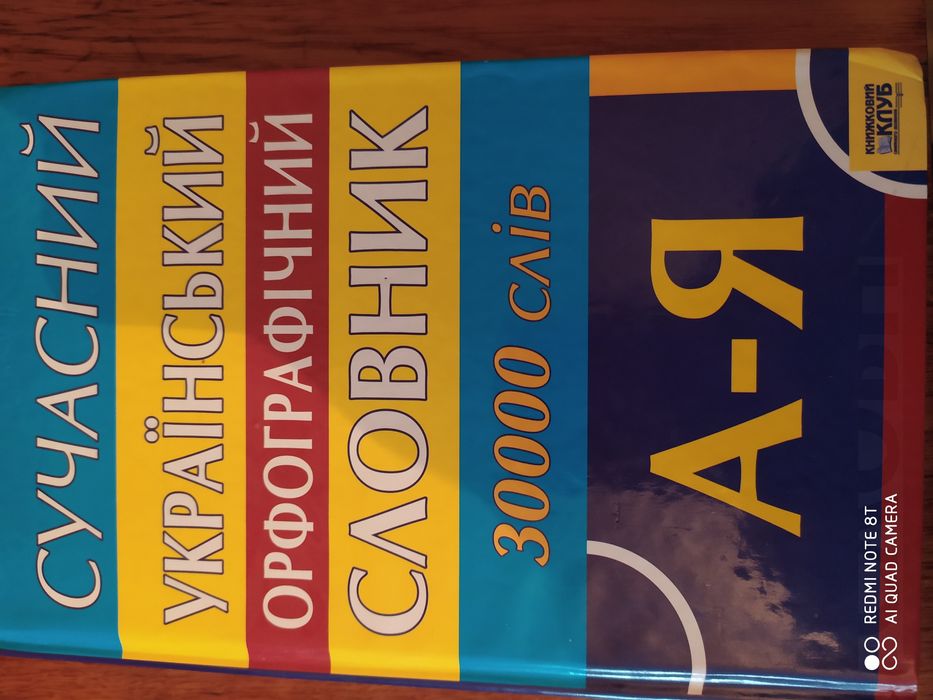 СУЧАСНИЙ
УКРАЇНСЬКИЙ
ОРФОГРАФІЧНИЙ
СЛОВНИК
30000 слів
А-Я
КНИЖКОВИЙ
КЛУБ
REDMI NOTE 8T
AI QUAD CAMERA